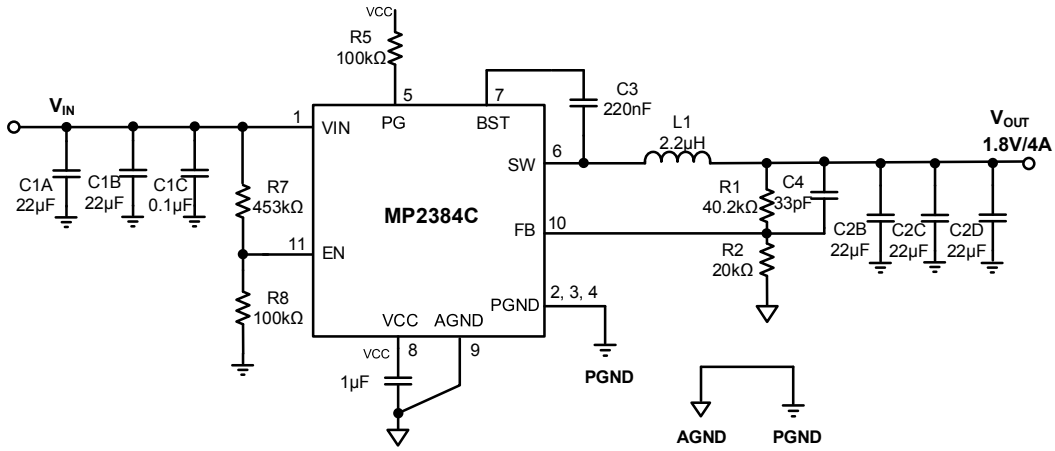 VCC
R5
100kΩ
5
7
C3
220nF
VIN
1
VIN
PG
BST
L1
2.2µH
VOUT
1.8V/4A
SW
6
C1A
22µF
C1B
22µF
C1C
0.1µF
R7
453kΩ
MP2384C
R1
40.2kΩ
C4
33pF
FB
10
C2B
22µF
C2C
22µF
C2D
22µF
11
EN
R2
20kΩ
R8
100kΩ
PGND
2, 3, 4
VCC
AGND
VCC
8
9
1µF
PGND
AGND
PGND